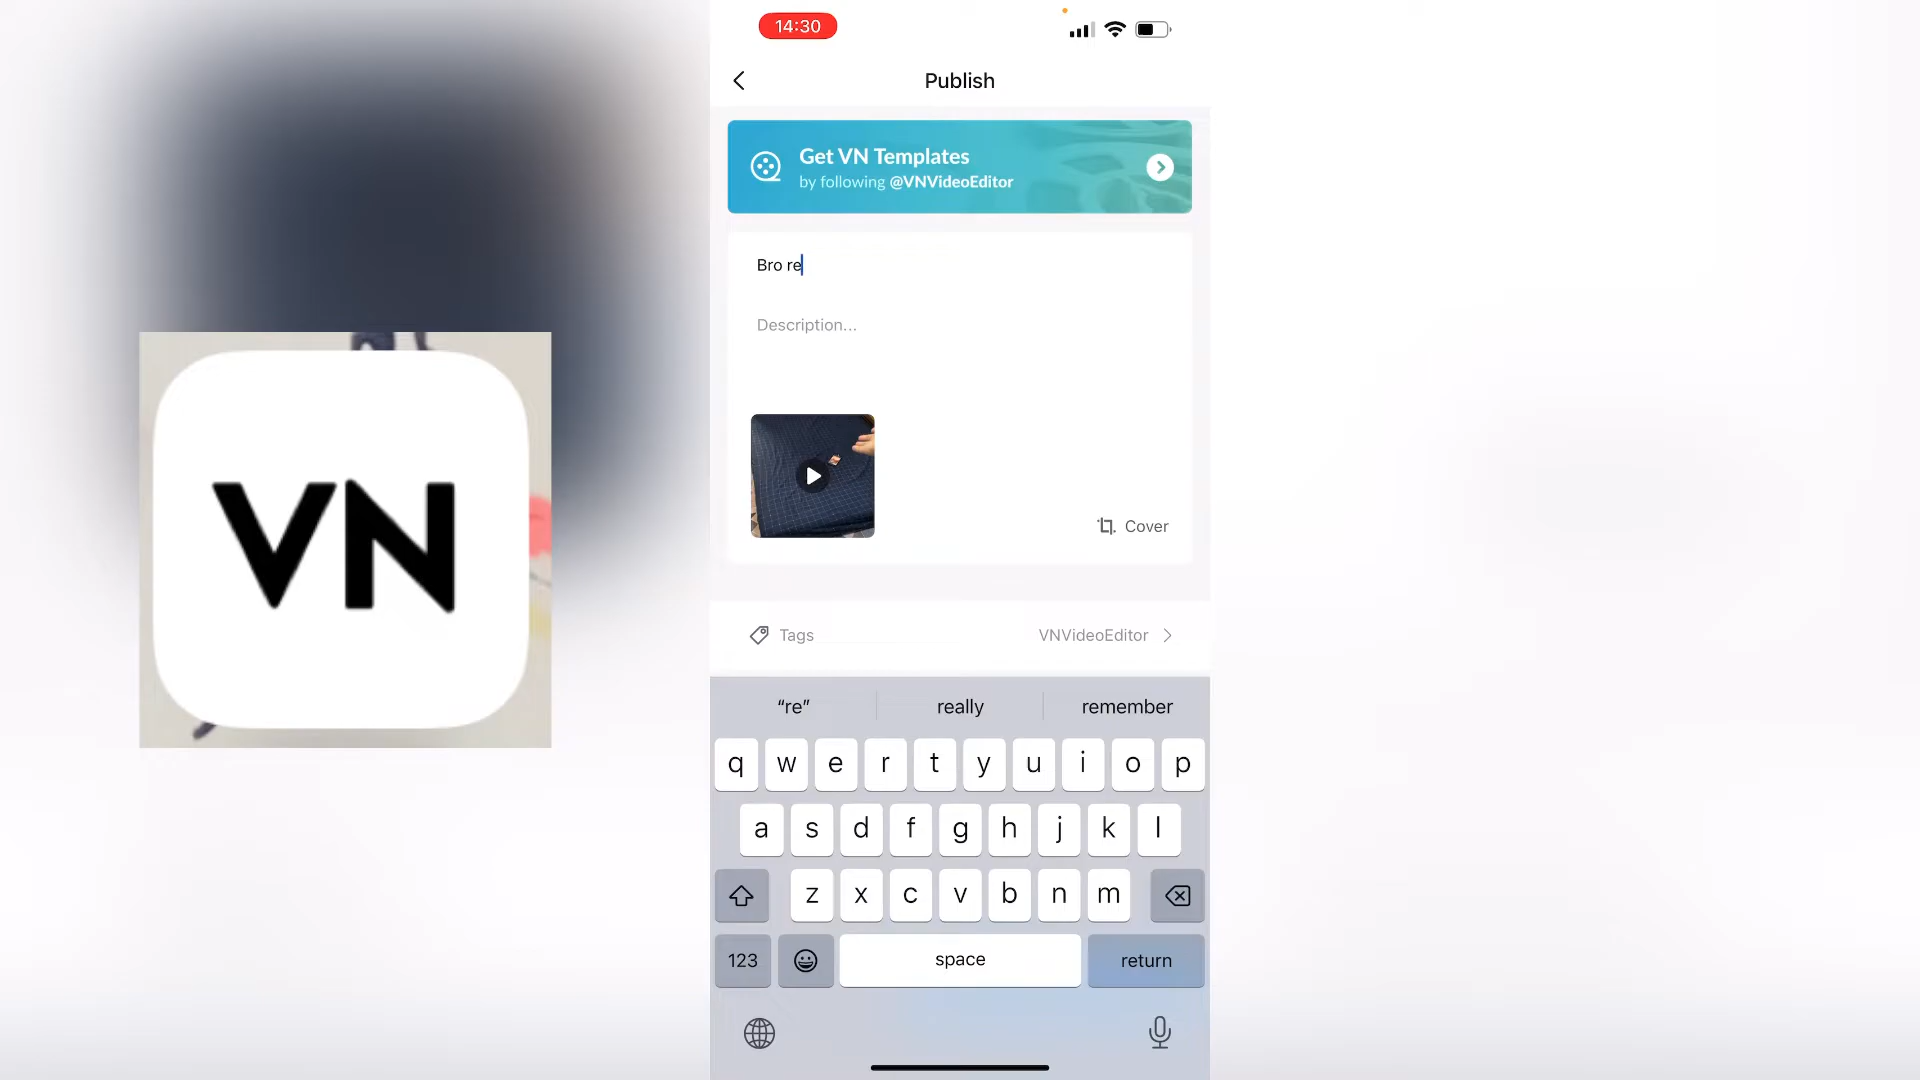 14:30
Publish
Get VN Templates
by following @VNVideoEditor
Bro re
Description...
VN
Cover
Tags
VNVideoEditor
“re”
really
remember
q w e r t y u i o p
a s d f g h j k l
z x c v b n m
123
space
return